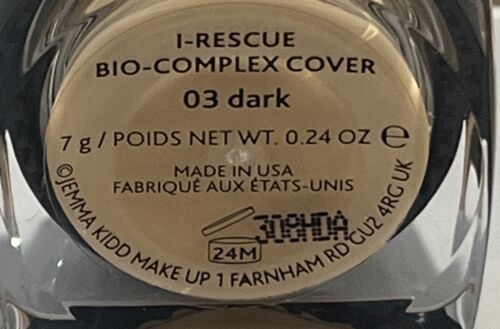 I-RESCUE
BIO-COMPLEX COVER
03 dark
7 g / POIDS NET WT. 0.24 OZ ℮
MADE IN USA
FABRIQUÉ AUX ÉTATS-UNIS
308HDA
24M
©JEMMA KIDD MAKE UP 1 FARNHAM RD GU2 4RG UK